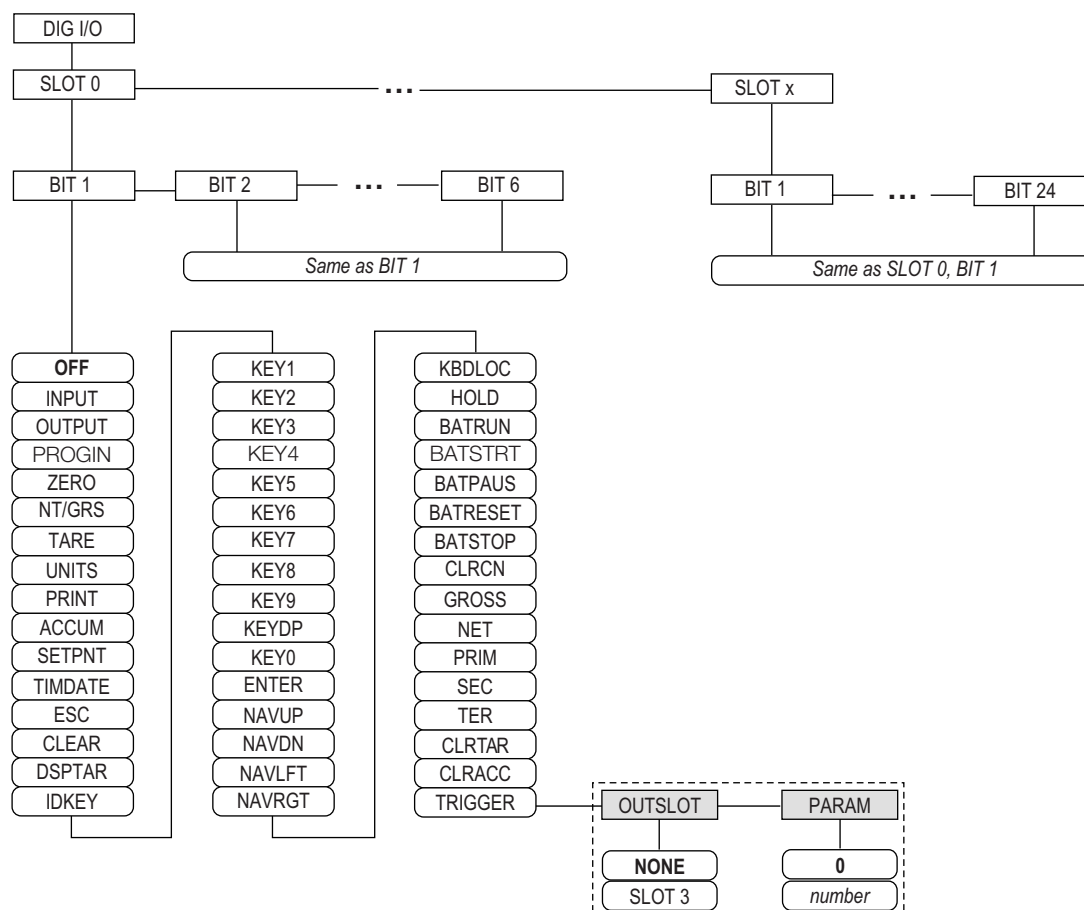 DIG I/O
SLOT 0
...
SLOT x
BIT 1
BIT 2
...
BIT 6
BIT 1
...
BIT 24
Same as BIT 1
Same as SLOT 0, BIT 1
OFF
INPUT
OUTPUT
PROGIN
ZERO
NT/GRS
TARE
UNITS
PRINT
ACCUM
SETPNT
TIMDATE
ESC
CLEAR
DSPTAR
IDKEY
KEY1
KEY2
KEY3
KEY4
KEY5
KEY6
KEY7
KEY8
KEY9
KEYDP
KEY0
ENTER
NAVUP
NAVDN
NAVLFT
NAVRGT
KBDLOC
HOLD
BATRUN
BATSTRT
BATPAUS
BATRESET
BATSTOP
CLRCN
GROSS
NET
PRIM
SEC
TER
CLRTAR
CLRACC
TRIGGER
OUTSLOT
PARAM
NONE
0
SLOT 3
number